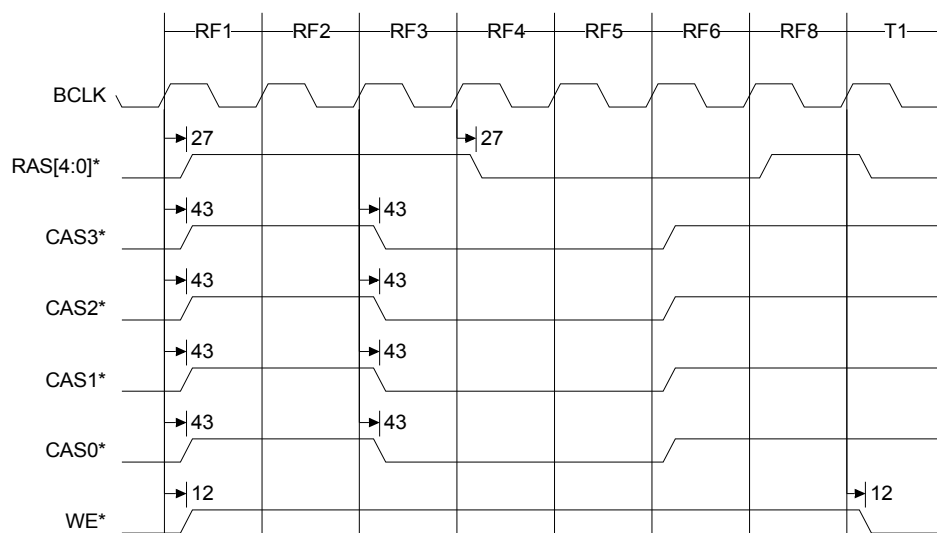 RF1 RF2 RF3 RF4 RF5 RF6 RF8 T1
BCLK
27 27
RAS[4:0]*
43 43
CAS3*
43 43
CAS2*
43 43
CAS1*
43 43
CAS0*
12 12
WE*